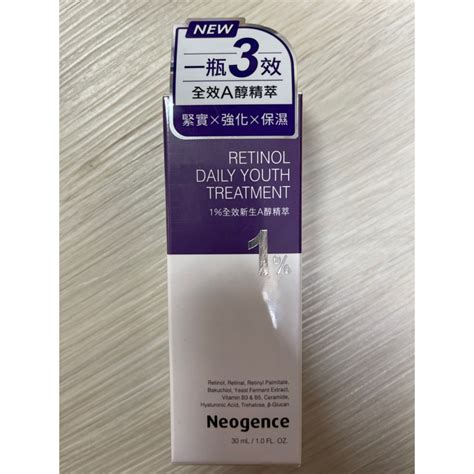 NEW
一瓶3效
全效A醇精萃
緊實×強化×保濕
RETINOL
DAILY YOUTH
TREATMENT
1%全效新生A醇精萃
1%
Retinol, Retinal, Retinyl Palmitate,
Bakuchiol, Yeast Ferment Extract,
Vitamin B3 & B5, Ceramide,
Hyaluronic Acid, Trehalose, β-Glucan
Neogence
30 mL / 1.0 FL. OZ.